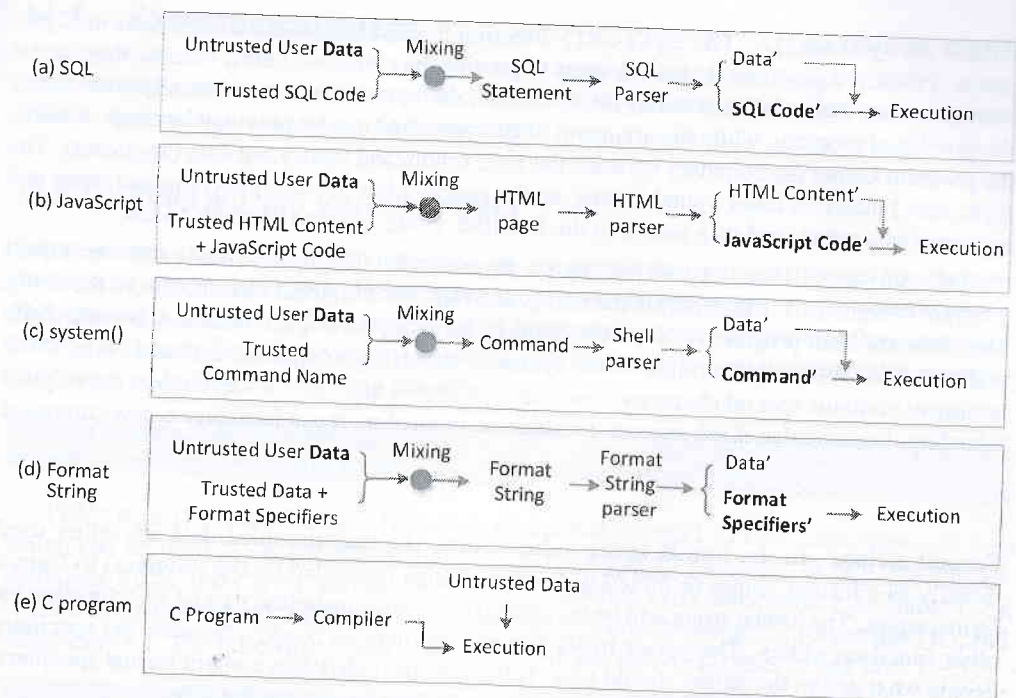 Untrusted User Data
Mixing
(a) SQL
Trusted SQL Code
SQL
Statement
SQL
Parser
Data'
SQL Code'
Execution
Untrusted User Data
Mixing
(b) JavaScript
Trusted HTML Content
+ JavaScript Code
HTML
page
HTML
parser
HTML Content'
JavaScript Code'
Execution
Untrusted User Data
Mixing
(c) system()
Trusted
Command Name
Command
Shell
parser
Data'
Command'
Execution
Untrusted User Data
Mixing
(d) Format
String
Trusted Data +
Format Specifiers
Format
String
Format
String
parser
Data'
Format
Specifiers'
Execution
Untrusted Data
(e) C program
C Program
Compiler
Execution